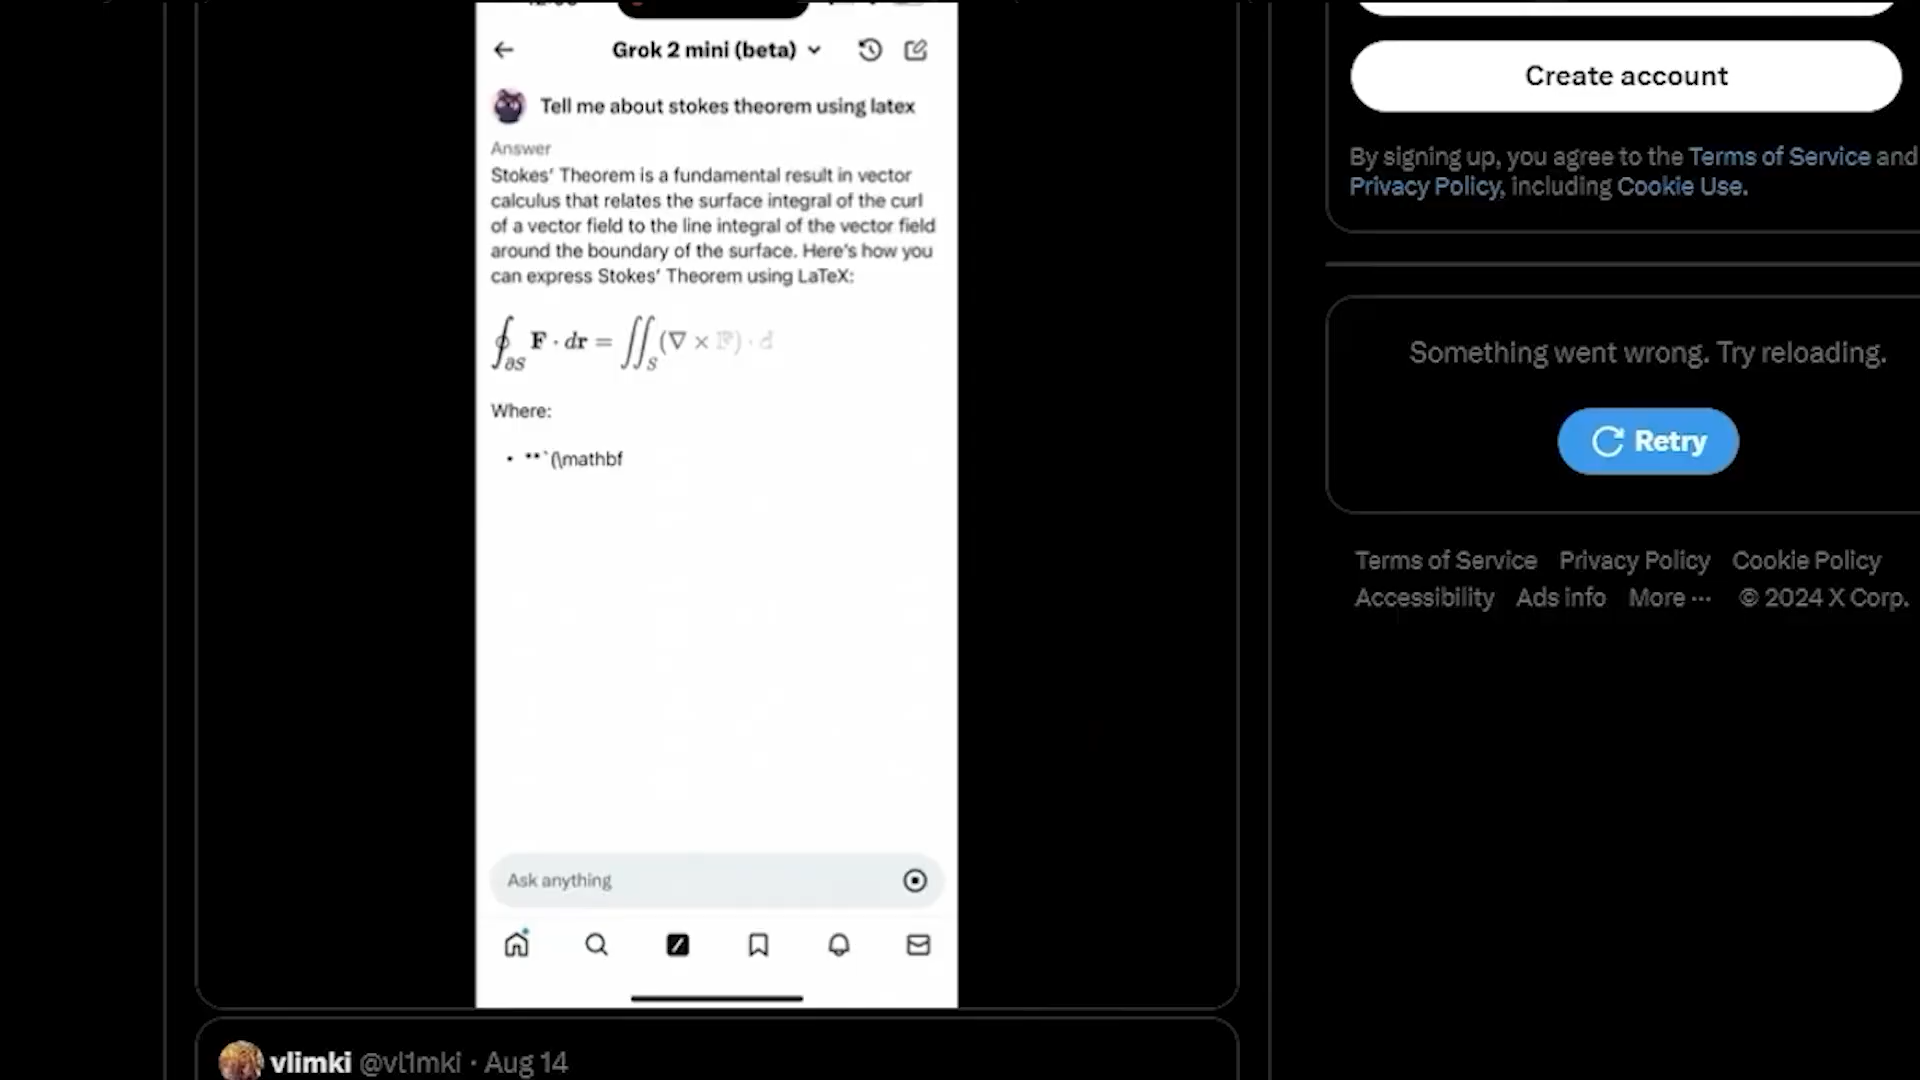 Grok 2 mini (beta)
Tell me about stokes theorem using latex
Answer
Stokes’ Theorem is a fundamental result in vector
calculus that relates the surface integral of the curl
of a vector field to the line integral of the vector field
around the boundary of the surface. Here's how you
can express Stokes’ Theorem using LaTeX:
∮∂S F · dr = ∬S (∇ × F) · d
Where:
• **`(\mathbf
Ask anything
vlimki @vl1mki · Aug 14
Create account
By signing up, you agree to the Terms of Service and
Privacy Policy, including Cookie Use.
Something went wrong. Try reloading.
Retry
Terms of Service Privacy Policy Cookie Policy
Accessibility Ads info More ··· © 2024 X Corp.